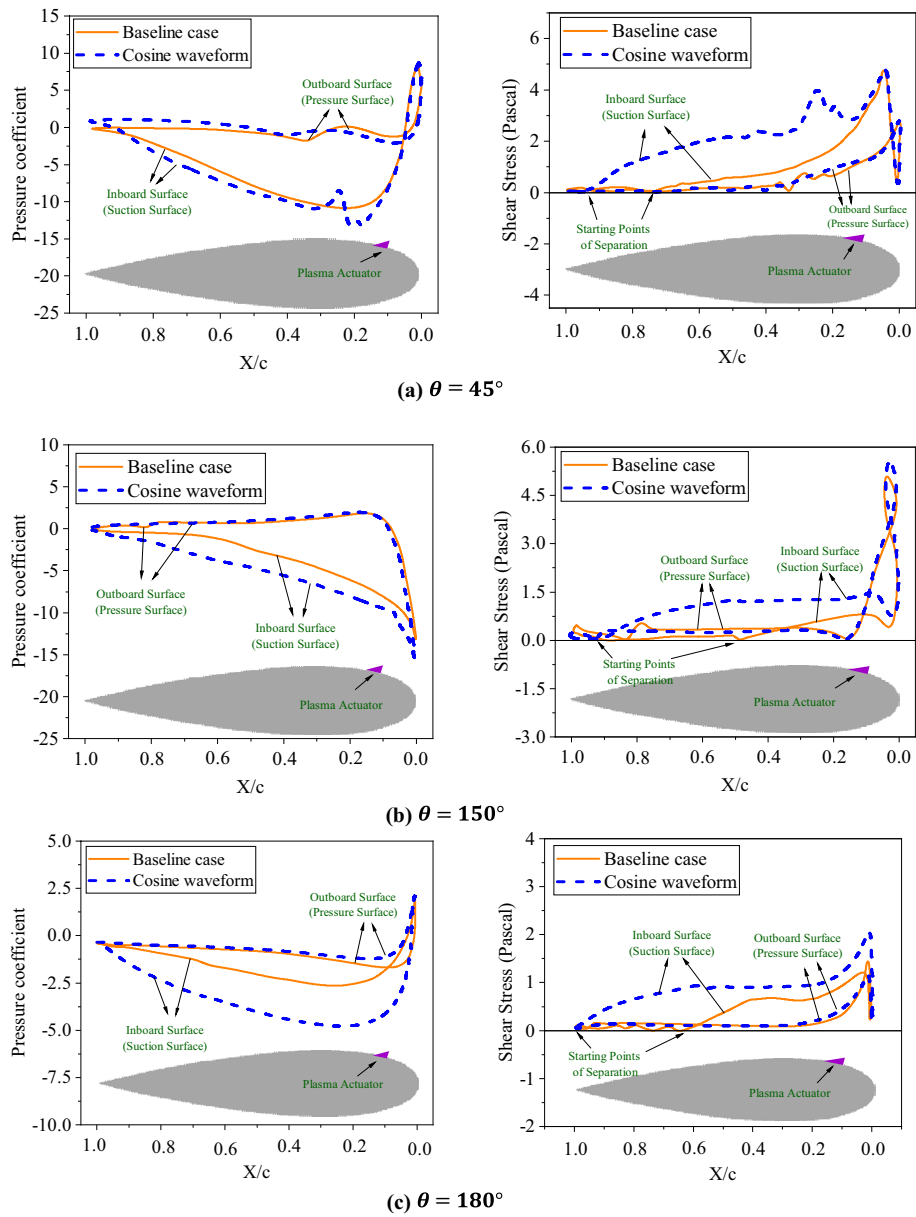 15
10
5
0
-5
-10
-15
-20
-25
Pressure coefficient
Baseline case
Cosine waveform
Outboard Surface
(Pressure Surface)
Inboard Surface
(Suction Surface)
Plasma Actuator
1.0 0.8 0.6 0.4 0.2 0.0
X/c
6
4
2
0
-2
-4
Shear Stress (Pascal)
Baseline case
Cosine waveform
Inboard Surface
(Suction Surface)
Starting Points
of Separation
Outboard Surface
(Pressure Surface)
Plasma Actuator
1.0 0.8 0.6 0.4 0.2 0.0
X/c
(a) θ = 45°
10
5
0
-5
-10
-15
-20
-25
Pressure coefficient
Baseline case
Cosine waveform
Outboard Surface
(Pressure Surface)
Inboard Surface
(Suction Surface)
Plasma Actuator
1.0 0.8 0.6 0.4 0.2 0.0
X/c
6.0
4.5
3.0
1.5
0.0
-1.5
-3.0
Shear Stress (Pascal)
Baseline case
Cosine waveform
Inboard Surface
(Suction Surface)
Outboard Surface
(Pressure Surface)
Starting Points
of Separation
Plasma Actuator
1.0 0.8 0.6 0.4 0.2 0.0
X/c
(b) θ = 150°
5.0
2.5
0.0
-2.5
-5.0
-7.5
-10.0
Pressure coefficient
Baseline case
Cosine waveform
Outboard Surface
(Pressure Surface)
Inboard Surface
(Suction Surface)
Plasma Actuator
1.0 0.8 0.6 0.4 0.2 0.0
X/c
4
3
2
1
0
-1
-2
Shear Stress (Pascal)
Baseline case
Cosine waveform
Inboard Surface
(Suction Surface)
Outboard Surface
(Pressure Surface)
Starting Points
of Separation
Plasma Actuator
1.0 0.8 0.6 0.4 0.2 0.0
X/c
(c) θ = 180°